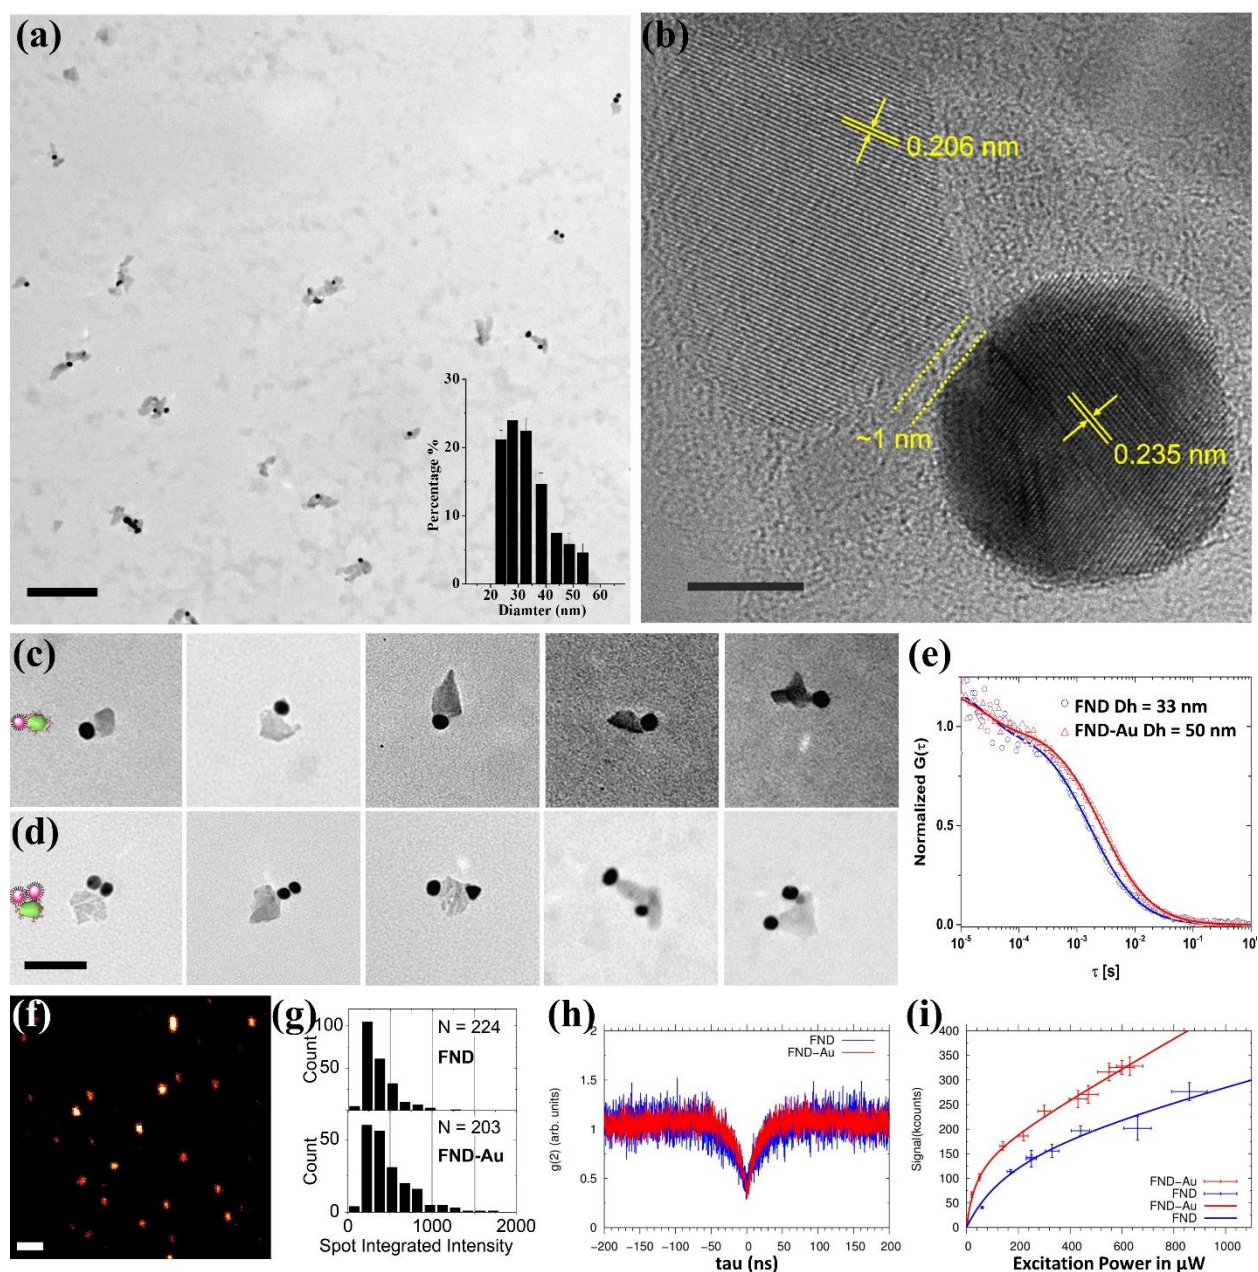 (a)
30
20
10
0
Percentage %
20 30 40 50 60
Diamter (nm)
(b)
0.206 nm
~1 nm
0.235 nm
(c)
(d)
(e)
FND Dh = 33 nm
FND-Au Dh = 50 nm
Normalized G(τ)
1.0
0.5
0.0
10⁻⁵ 10⁻⁴ 10⁻³ 10⁻² 10⁻¹ 10⁰
τ [s]
(f)
(g)
N = 224
FND
100
50
Count
N = 203
FND-Au
50
0
Count
0 1000 2000
Spot Integrated Intensity
(h)
FND
FND-Au
2
1.5
1
0.5
0
g(2) (arb. units)
-200 -150 -100 -50 0 50 100 150 200
tau (ns)
(i)
400
350
300
250
200
150
100
50
0
Signal(kcounts)
FND-Au
FND
FND-Au
FND
0 200 400 600 800 1000
Excitation Power in µW